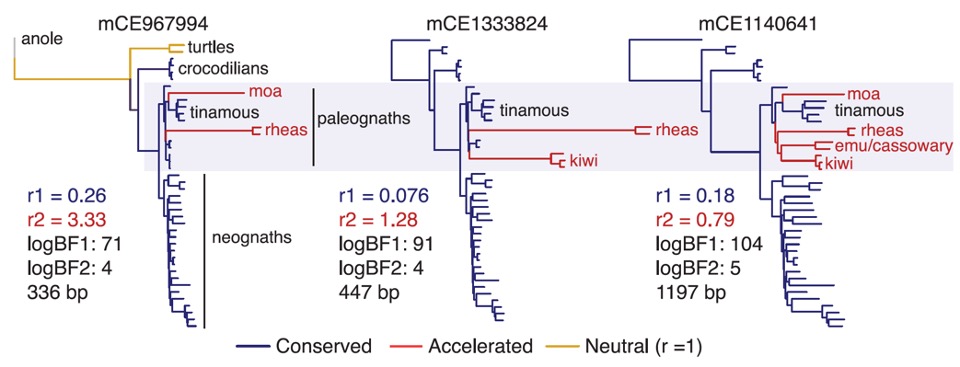 mCE967994
mCE1333824
mCE1140641
anole
turtles
crocodilians
moa
tinamous
rheas
paleognaths
neognaths
r1 = 0.26
r2 = 3.33
logBF1: 71
logBF2: 4
336 bp
tinamous
rheas
kiwi
r1 = 0.076
r2 = 1.28
logBF1: 91
logBF2: 4
447 bp
moa
tinamous
rheas
emu/cassowary
kiwi
r1 = 0.18
r2 = 0.79
logBF1: 104
logBF2: 5
1197 bp
Conserved
Accelerated
Neutral (r =1)